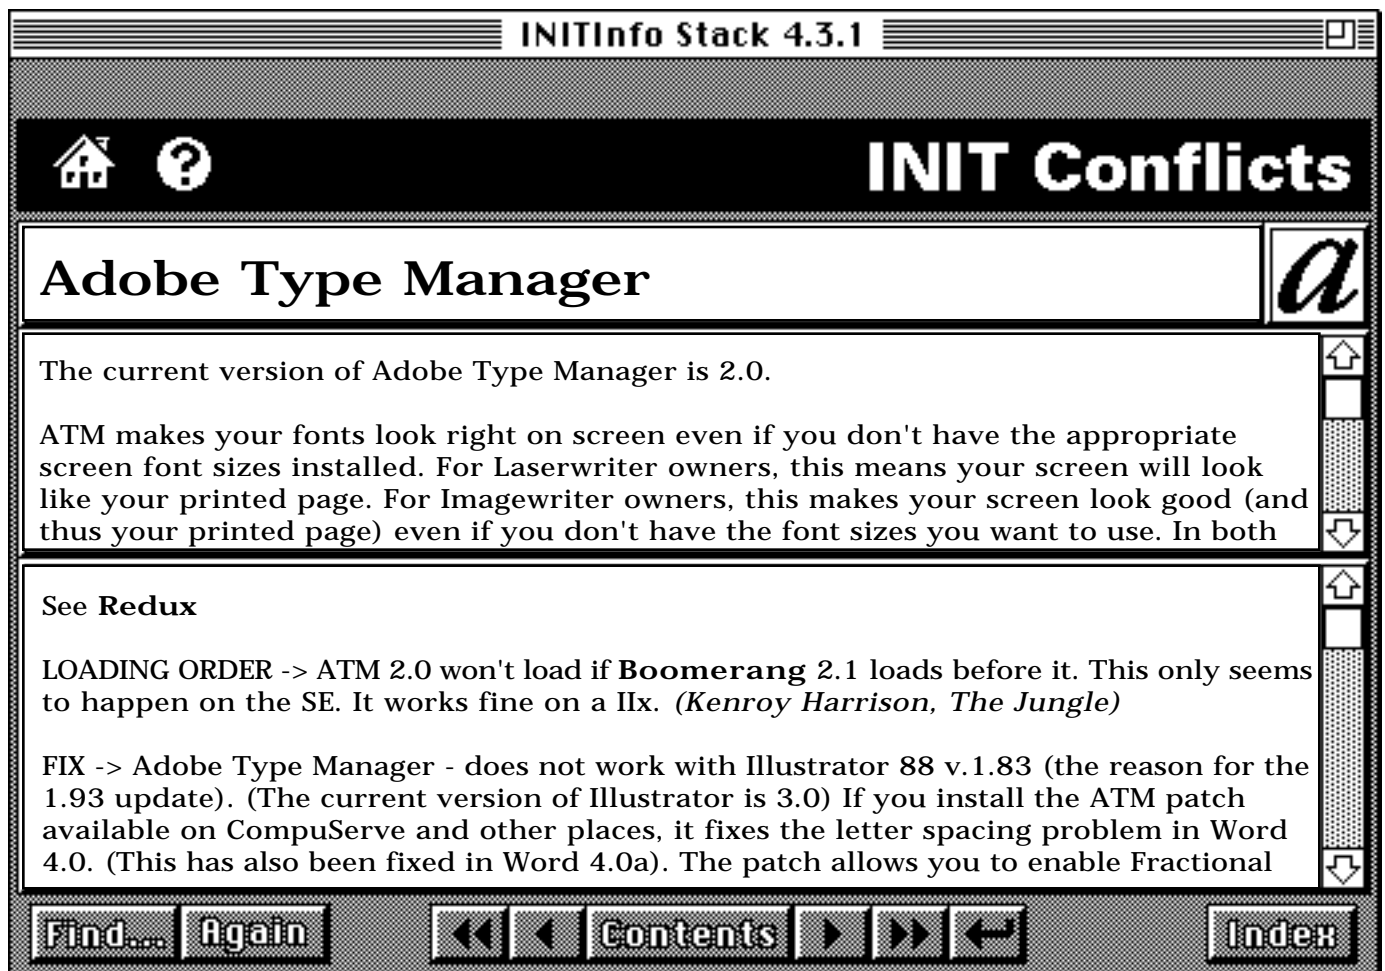 INITInfo Stack 4.3.1
INIT Conflicts
Adobe Type Manager
a
The current version of Adobe Type Manager is 2.0.
ATM makes your fonts look right on screen even if you don't have the appropriate
screen font sizes installed. For Laserwriter owners, this means your screen will look
like your printed page. For Imagewriter owners, this makes your screen look good (and
thus your printed page) even if you don't have the font sizes you want to use. In both
See Redux
LOADING ORDER -> ATM 2.0 won't load if Boomerang 2.1 loads before it. This only seems
to happen on the SE. It works fine on a IIx. (Kenroy Harrison, The Jungle)
FIX -> Adobe Type Manager - does not work with Illustrator 88 v.1.83 (the reason for the
1.93 update). (The current version of Illustrator is 3.0) If you install the ATM patch
available on CompuServe and other places, it fixes the letter spacing problem in Word
4.0. (This has also been fixed in Word 4.0a). The patch allows you to enable Fractional
Find... Again Contents Index